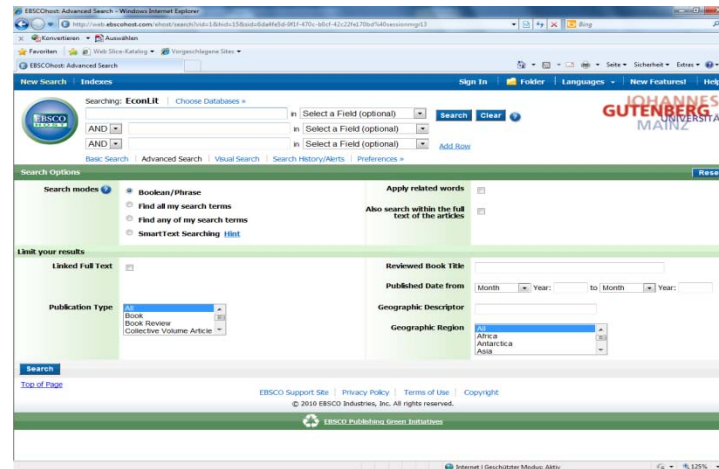 EBSCOhost: Advanced Search - Windows Internet Explorer
Bing
Konvertieren Auswählen
Favoriten Web Slice-Katalog Vorgeschlagene Sites
EBSCOhost: Advanced Search Seite Sicherheit Extras
New Search Indexes Sign In Folder Languages New Features! Help
Searching: EconLit Choose Databases »
in Select a Field (optional) Search Clear
AND in Select a Field (optional)
AND in Select a Field (optional) Add Row
EBSCO
HOST
JOHANNES
GUTENBERG
UNIVERSITÄ
MAINZ
Basic Search Advanced Search Visual Search Search History/Alerts Preferences »
Search Options Rese
Search modes Boolean/Phrase Apply related words
Find all my search terms Also search within the full
Find any of my search terms text of the articles
SmartText Searching Hint
Limit your results
Linked Full Text Reviewed Book Title
Published Date from Month Year: to Month Year:
Publication Type All Geographic Descriptor
Book
Book Review Geographic Region All
Collective Volume Article Africa
Antarctica
Asia
Search
Top of Page
EBSCO Support Site Privacy Policy Terms of Use Copyright
© 2010 EBSCO Industries, Inc. All rights reserved.
EBSCO Publishing Green Initiatives
Internet | Geschützter Modus: Aktiv 125%